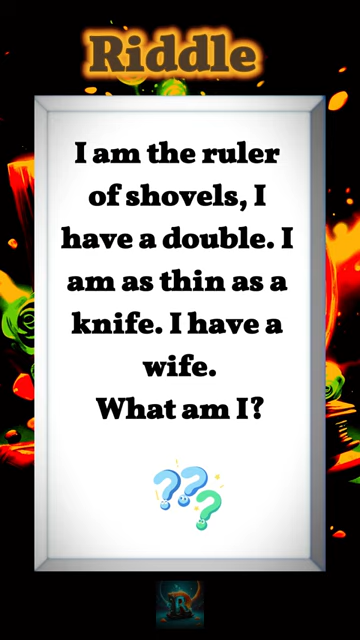 Riddle
I am the ruler
of shovels, I
have a double. I
am as thin as a
knife. I have a
wife.
What am I?
???
R